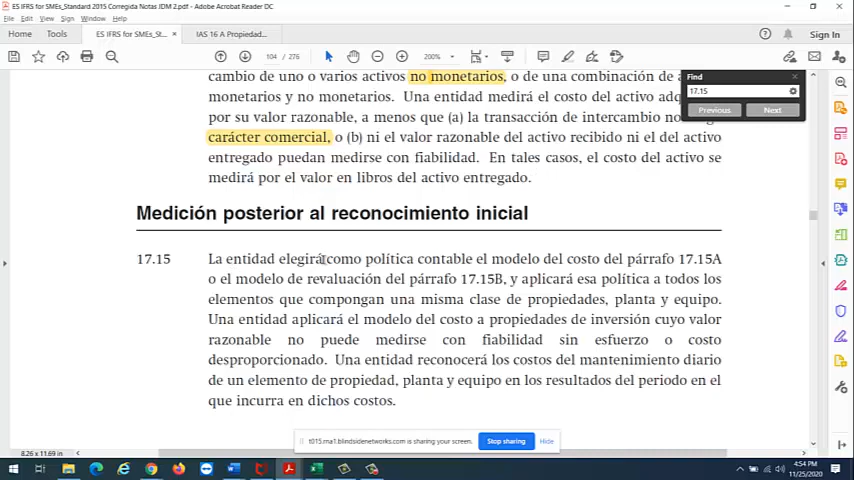 ES IFRS for SMEs_Standard 2015 Corregida Notas JDM 2.pdf - Adobe Acrobat Reader DC
File Edit View Sign Window Help
Home Tools ES IFRS for SMEs_St... × IAS 16 A Propiedad... Sign In
104 / 276 200%
cambio de uno o varios activos no monetarios, o de una combinación de a
monetarios y no monetarios. Una entidad medirá el costo del activo adq
por su valor razonable, a menos que (a) la transacción de intercambio no
carácter comercial, o (b) ni el valor razonable del activo recibido ni el del activo
entregado puedan medirse con fiabilidad. En tales casos, el costo del activo se
medirá por el valor en libros del activo entregado.
Find
17.15
Previous Next
Medición posterior al reconocimiento inicial
17.15 La entidad elegirá como política contable el modelo del costo del párrafo 17.15A
o el modelo de revaluación del párrafo 17.15B, y aplicará esa política a todos los
elementos que compongan una misma clase de propiedades, planta y equipo.
Una entidad aplicará el modelo del costo a propiedades de inversión cuyo valor
razonable no puede medirse con fiabilidad sin esfuerzo o costo
desproporcionado. Una entidad reconocerá los costos del mantenimiento diario
de un elemento de propiedad, planta y equipo en los resultados del periodo en el
que incurra en dichos costos.
t015.rna1.blindsidenetworks.com is sharing your screen. Stop sharing Hide
8.26 x 11.69 in
4:54 PM
11/25/2020